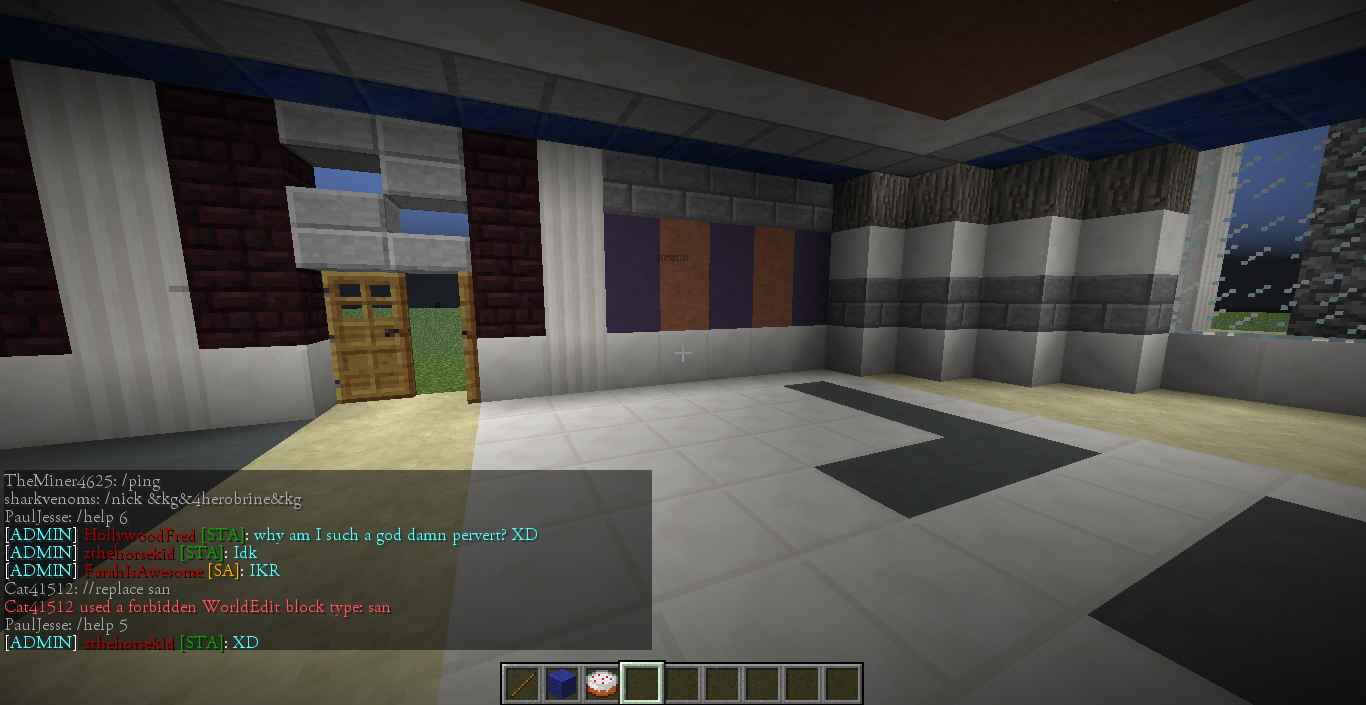 TheMiner4625: /ping
sharkvenoms: /nick &kg&4herobrine&kg
PaulJesse: /help 6
[ADMIN] HollywoodFred [STA]: why am I such a god damn pervert? XD
[ADMIN] zthehorsekid [STA]: Idk
[ADMIN] FarahIsAwesome [SA]: IKR
Cat41512: //replace san
Cat41512 used a forbidden WorldEdit block type: san
PaulJesse: /help 5
[ADMIN] zthehorsekid [STA]: XD